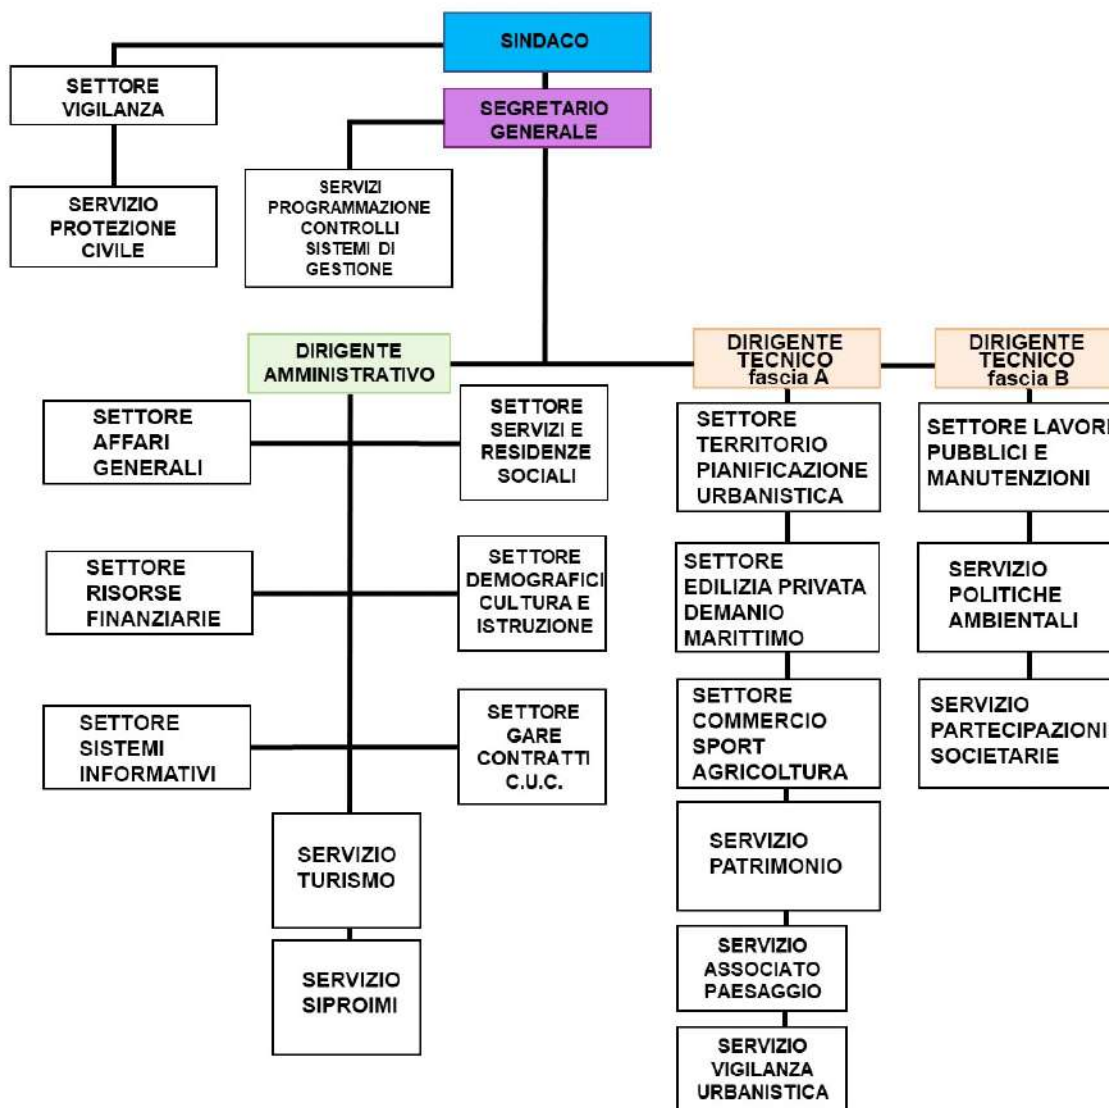 SINDACO
SETTORE
VIGILANZA
SEGRETARIO
GENERALE
SERVIZIO
PROTEZIONE
CIVILE
SERVIZI
PROGRAMMAZIONE
CONTROLLI
SISTEMI DI
GESTIONE
DIRIGENTE
AMMINISTRATIVO
DIRIGENTE
TECNICO
fascia A
DIRIGENTE
TECNICO
fascia B
SETTORE
AFFARI
GENERALI
SETTORE
SERVIZI E
RESIDENZE
SOCIALI
SETTORE
TERRITORIO
PIANIFICAZIONE
URBANISTICA
SETTORE LAVORI
PUBBLICI E
MANUTENZIONI
SETTORE
RISORSE
FINANZIARIE
SETTORE
DEMOGRAFICI
CULTURA E
ISTRUZIONE
SETTORE
EDILIZIA PRIVATA
DEMANIO
MARITTIMO
SERVIZIO
POLITICHE
AMBIENTALI
SETTORE
SISTEMI
INFORMATIVI
SETTORE
GARE
CONTRATTI
C.U.C.
SETTORE
COMMERCIO
SPORT
AGRICOLTURA
SERVIZIO
PARTECIPAZIONI
SOCIETARIE
SERVIZIO
TURISMO
SERVIZIO
PATRIMONIO
SERVIZIO
SIPROIMI
SERVIZIO
ASSOCIATO
PAESAGGIO
SERVIZIO
VIGILANZA
URBANISTICA